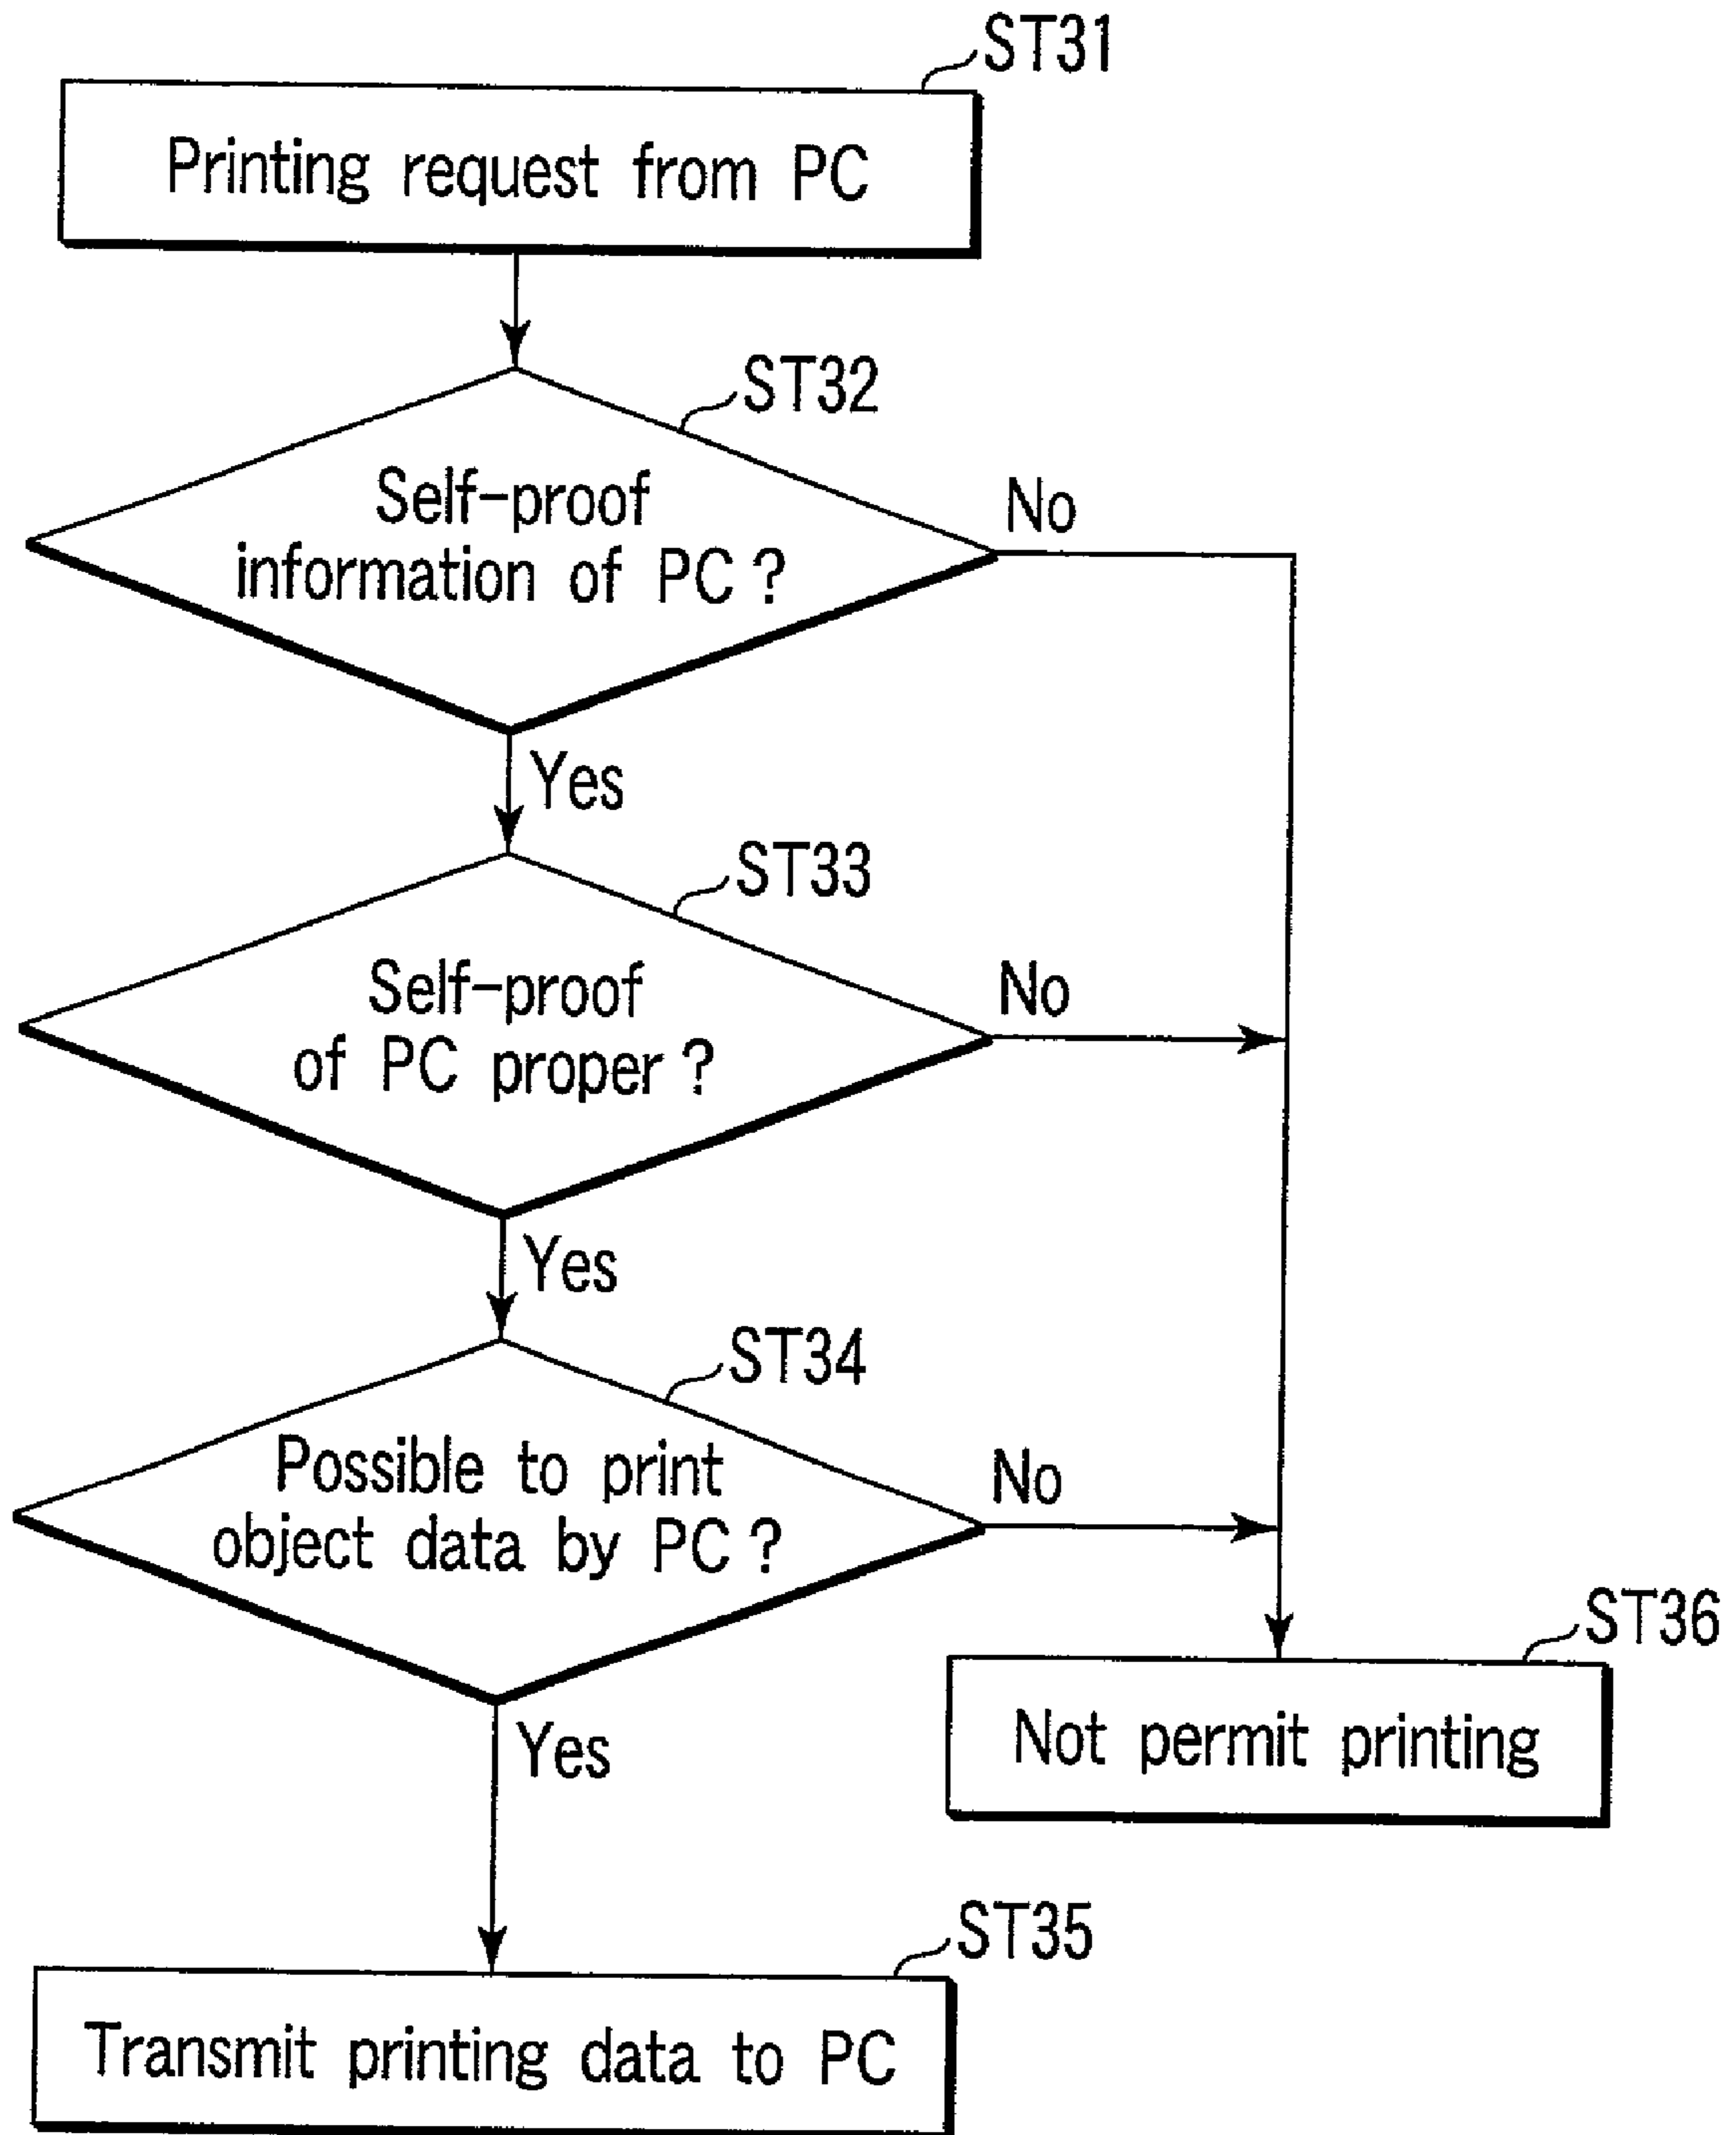 ST31
Printing request from PC
ST32
Self-proof
information of PC ?
No
Yes
ST33
Self-proof
of PC proper ?
No
Yes
ST34
Possible to print
object data by PC ?
No
Yes
ST36
Not permit printing
ST35
Transmit printing data to PC